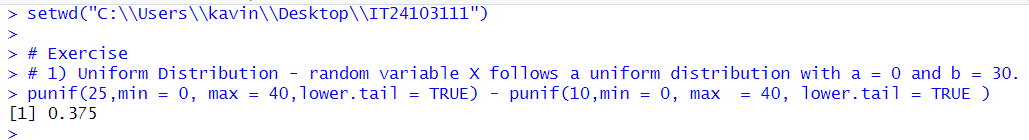 > setwd("C:\\Users\\kavin\\Desktop\\IT24103111")
>
> # Exercise
> # 1) Uniform Distribution - random variable X follows a uniform distribution with a = 0 and b = 30.
> punif(25,min = 0, max = 40,lower.tail = TRUE) - punif(10,min = 0, max  = 40, lower.tail = TRUE )
[1] 0.375
>